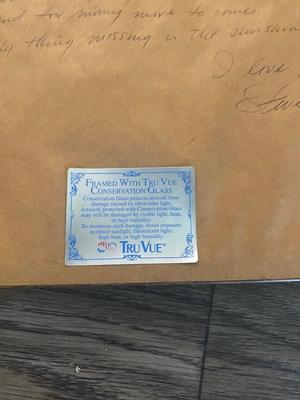 and for many more to come.
thing missing is the sunshine
I love
FRAMED WITH TRU VUE
CONSERVATION GLASS
Conservation Glass protects artwork from
damage caused by ultraviolet light.
Artwork protected with Conservation Glass
may still be damaged by visible light, heat,
or high humidity.
To minimize such damage, avoid exposure
to direct sunlight, fluorescent light,
high heat, or high humidity.
TRU VUE®